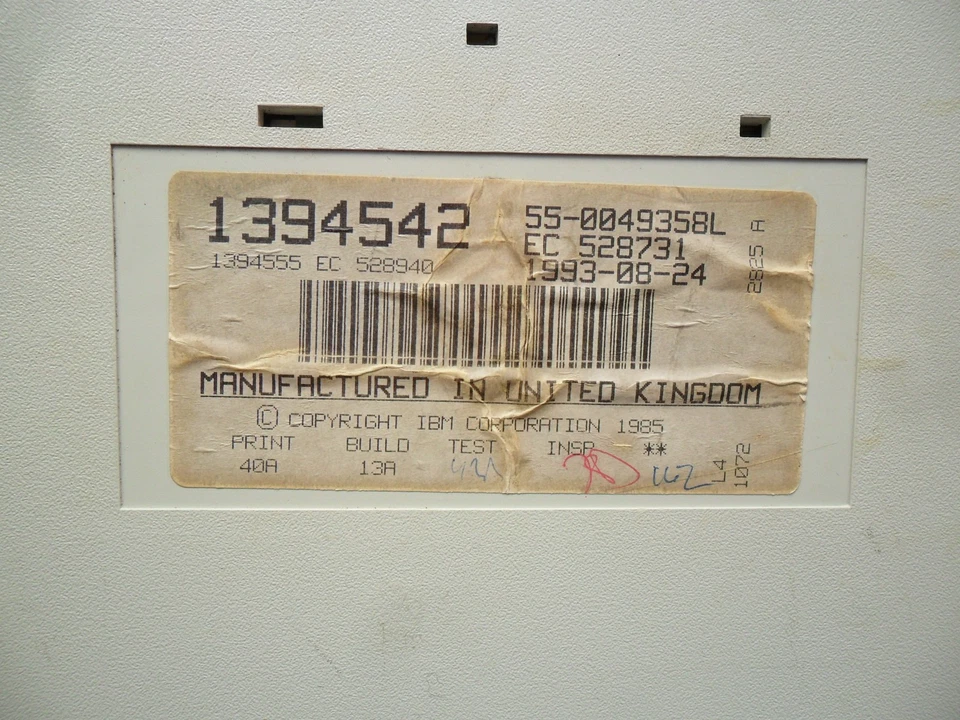 1394542
1394555 EC 528940
55-0049358L
EC 528731
1993-08-24
2825 A
MANUFACTURED IN UNITED KINGDOM
© COPYRIGHT IBM CORPORATION 1985
PRINT BUILD TEST INSP **
40A 13A
L4
1072